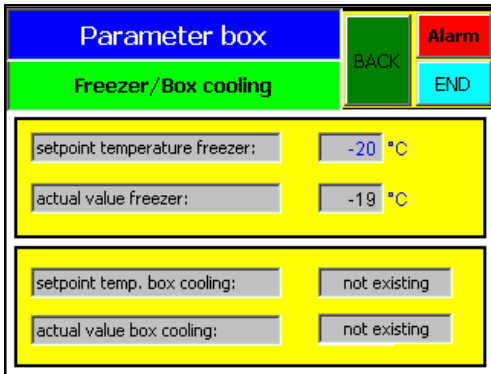 Parameter box
BACK
Alarm
Freezer/Box cooling
END
setpoint temperature freezer: -20 °C
actual value freezer: -19 °C
setpoint temp. box cooling: not existing
actual value box cooling: not existing